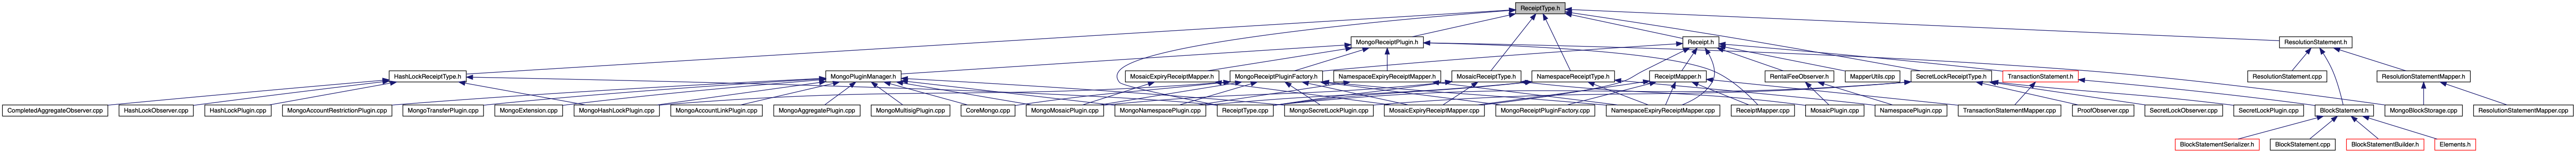 ReceiptType.h
MongoReceiptPlugin.h
Receipt.h
ResolutionStatement.h
HashLockReceiptType.h
MongoPluginManager.h
MosaicExpiryReceiptMapper.h
MongoReceiptPluginFactory.h
NamespaceExpiryReceiptMapper.h
MosaicReceiptType.h
NamespaceReceiptType.h
ReceiptMapper.h
RentalFeeObserver.h
MapperUtils.cpp
SecretLockReceiptType.h
TransactionStatement.h
ResolutionStatement.cpp
ResolutionStatementMapper.h
CompletedAggregateObserver.cpp
HashLockObserver.cpp
HashLockPlugin.cpp
MongoAccountRestrictionPlugin.cpp
MongoTransferPlugin.cpp
MongoExtension.cpp
MongoHashLockPlugin.cpp
MongoAccountLinkPlugin.cpp
MongoAggregatePlugin.cpp
MongoMultisigPlugin.cpp
CoreMongo.cpp
MongoMosaicPlugin.cpp
MongoNamespacePlugin.cpp
ReceiptType.cpp
MongoSecretLockPlugin.cpp
MosaicExpiryReceiptMapper.cpp
MongoReceiptPluginFactory.cpp
NamespaceExpiryReceiptMapper.cpp
ReceiptMapper.cpp
MosaicPlugin.cpp
NamespacePlugin.cpp
TransactionStatementMapper.cpp
ProofObserver.cpp
SecretLockObserver.cpp
SecretLockPlugin.cpp
BlockStatement.h
MongoBlockStorage.cpp
ResolutionStatementMapper.cpp
BlockStatementSerializer.h
BlockStatement.cpp
BlockStatementBuilder.h
Elements.h